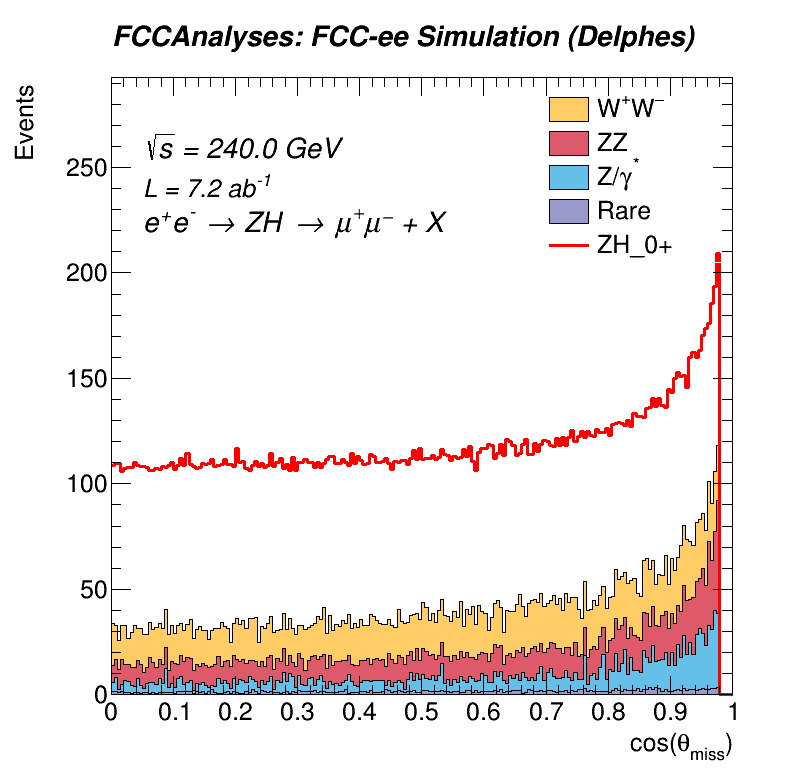 FCCAnalyses: FCC-ee Simulation (Delphes)
Events
√s = 240.0 GeV
L = 7.2 ab⁻¹
e⁺e⁻ → ZH → μ⁺μ⁻ + X
W⁺W⁻
ZZ
Z/γ*
Rare
ZH_0+
250
200
150
100
50
0
0 0.1 0.2 0.3 0.4 0.5 0.6 0.7 0.8 0.9 1
cos(θmiss)